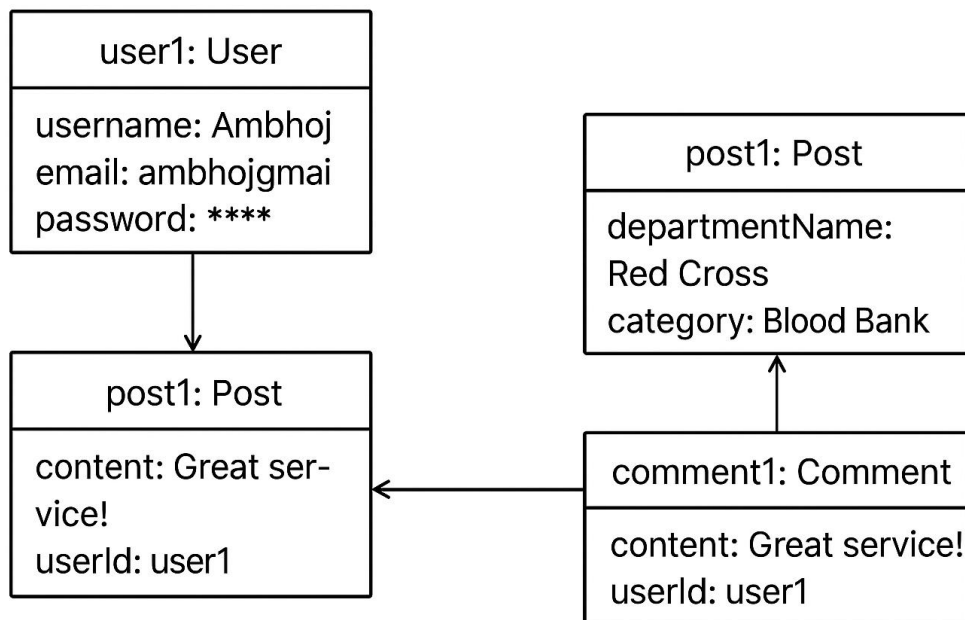 user1: User
username: Ambhoj
email: ambhojgmai
password: ****
post1: Post
content: Great ser-
vice!
userId: user1
post1: Post
departmentName:
Red Cross
category: Blood Bank
comment1: Comment
content: Great service!
userId: user1